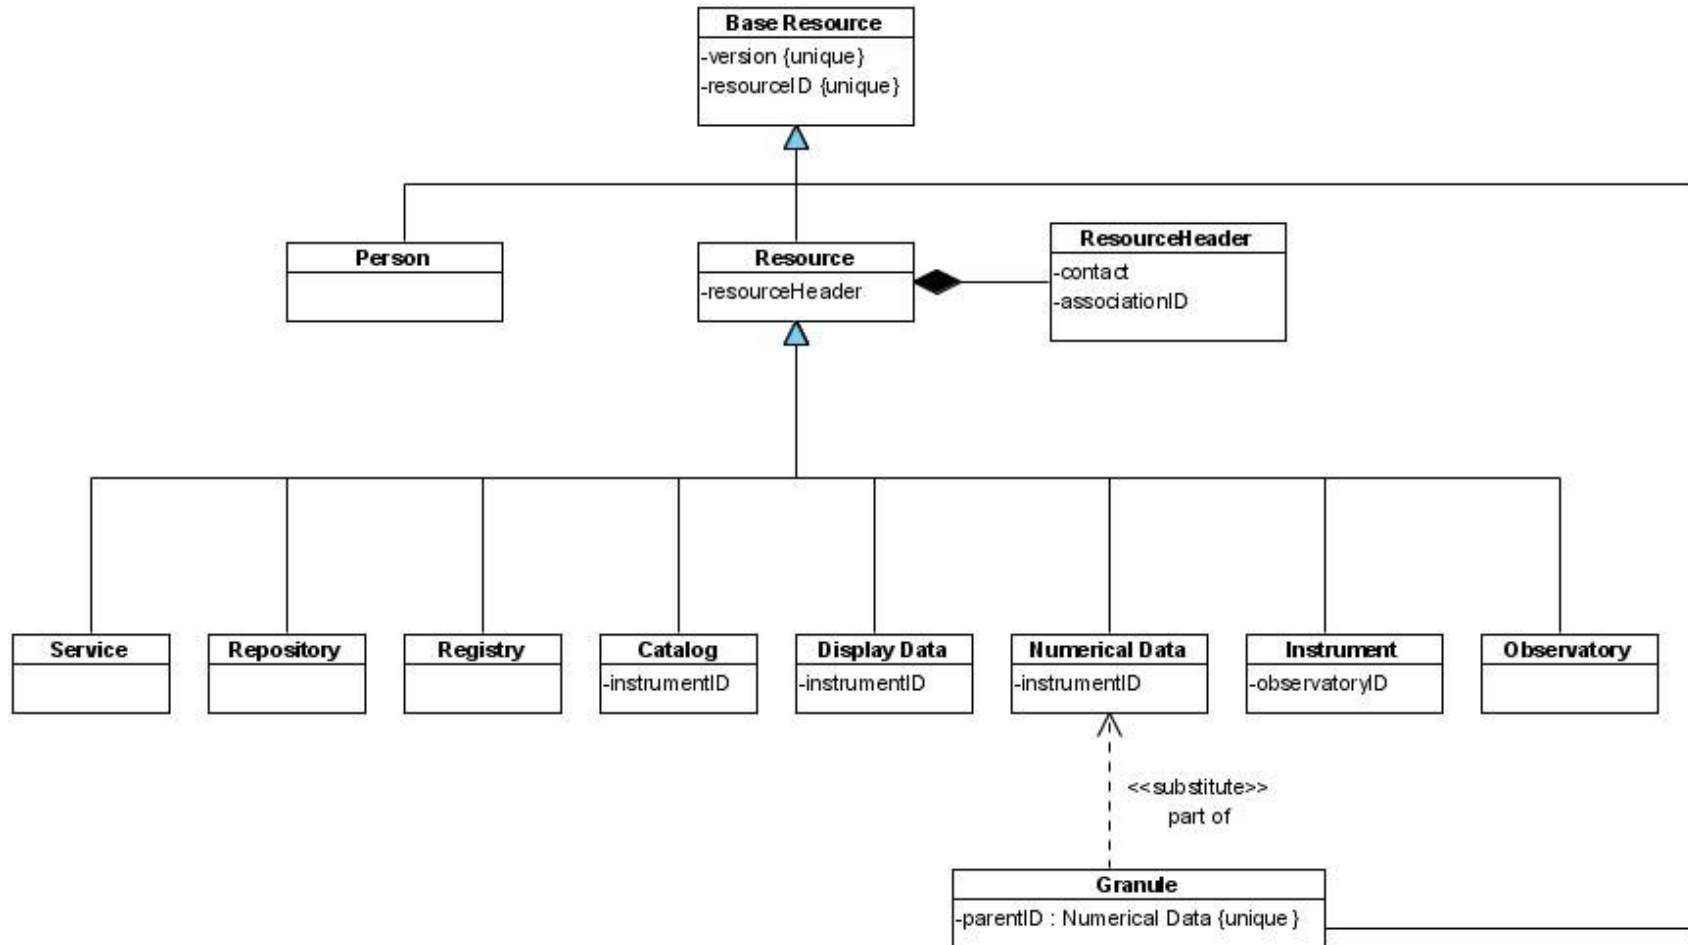 Base Resource
-version {unique}
-resourceID {unique}
Person
Resource
-resourceHeader
ResourceHeader
-contact
-associationID
Service
Repository
Registry
Catalog
-instrumentID
Display Data
-instrumentID
Numerical Data
-instrumentID
Instrument
-observatoryID
Observatory
<<substitute>>
part of
Granule
-parentID : Numerical Data {unique}